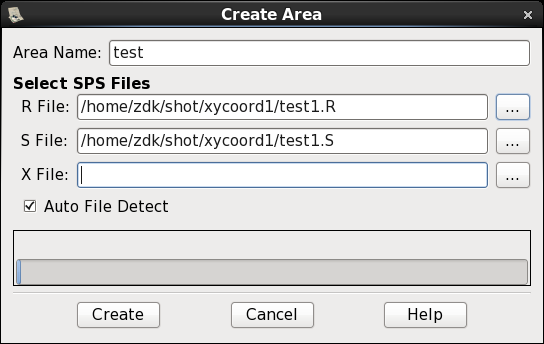 Create Area
Area Name: test
Select SPS Files
R File: /home/zdk/shot/xycoord1/test1.R ...
S File: /home/zdk/shot/xycoord1/test1.S ...
X File: ...
Auto File Detect
Create Cancel Help